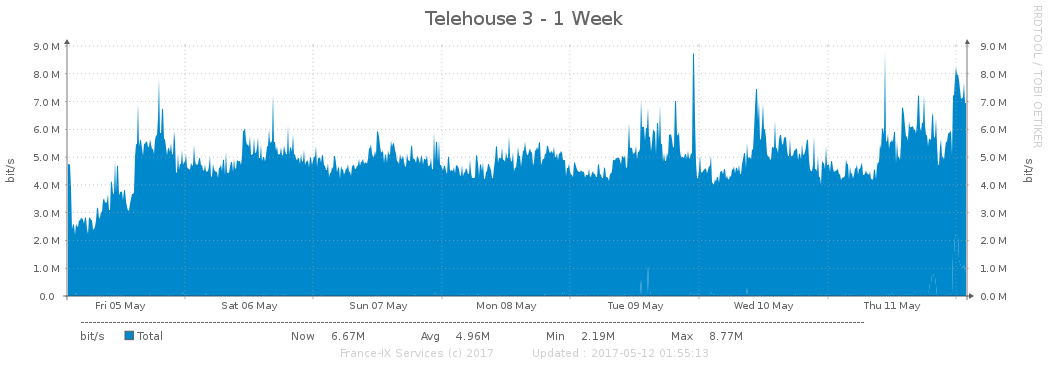 Telehouse 3 - 1 Week
RRDTOOL / TOBI OETIKER
bit/s
9.0 M 9.0 M
8.0 M 8.0 M
7.0 M 7.0 M
6.0 M 6.0 M
5.0 M 5.0 M
4.0 M 4.0 M
3.0 M 3.0 M
2.0 M 2.0 M
1.0 M 1.0 M
0.0 0.0 M
bit/s
Fri 05 May Sat 06 May Sun 07 May Mon 08 May Tue 09 May Wed 10 May Thu 11 May
bit/s Total Now 6.67M Avg 4.96M Min 2.19M Max 8.77M
France-IX Services (c) 2017 Updated : 2017-05-12 01:55:13